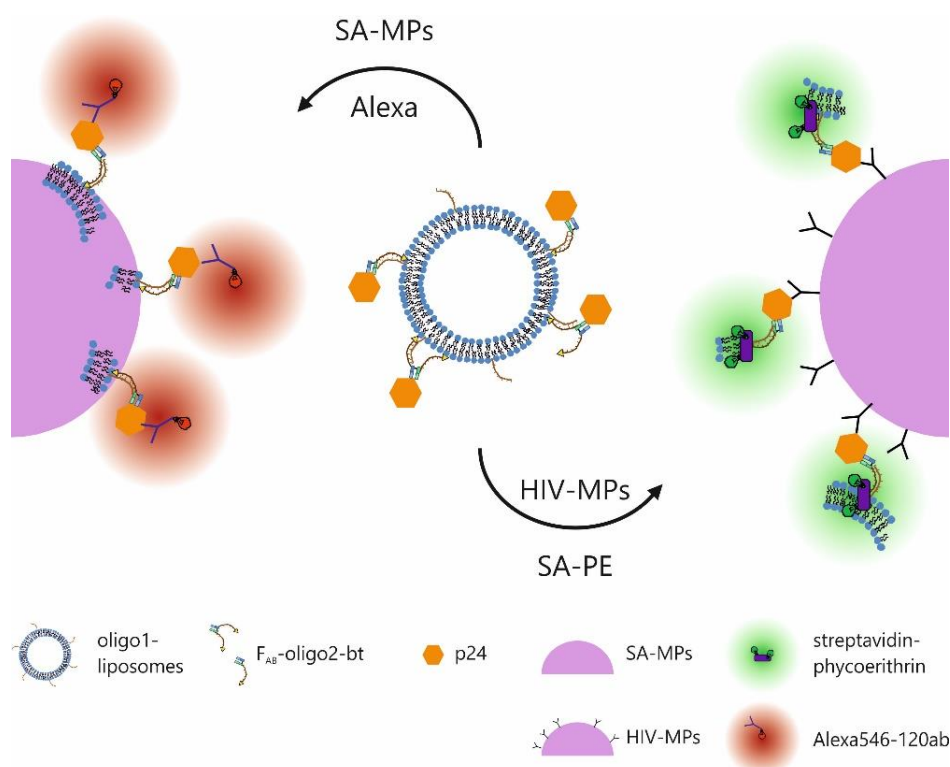 SA-MPs
Alexa
HIV-MPs
SA-PE
oligo1-
liposomes
FAB-oligo2-bt
p24
SA-MPs
HIV-MPs
streptavidin-
phycoerithrin
Alexa546-120ab